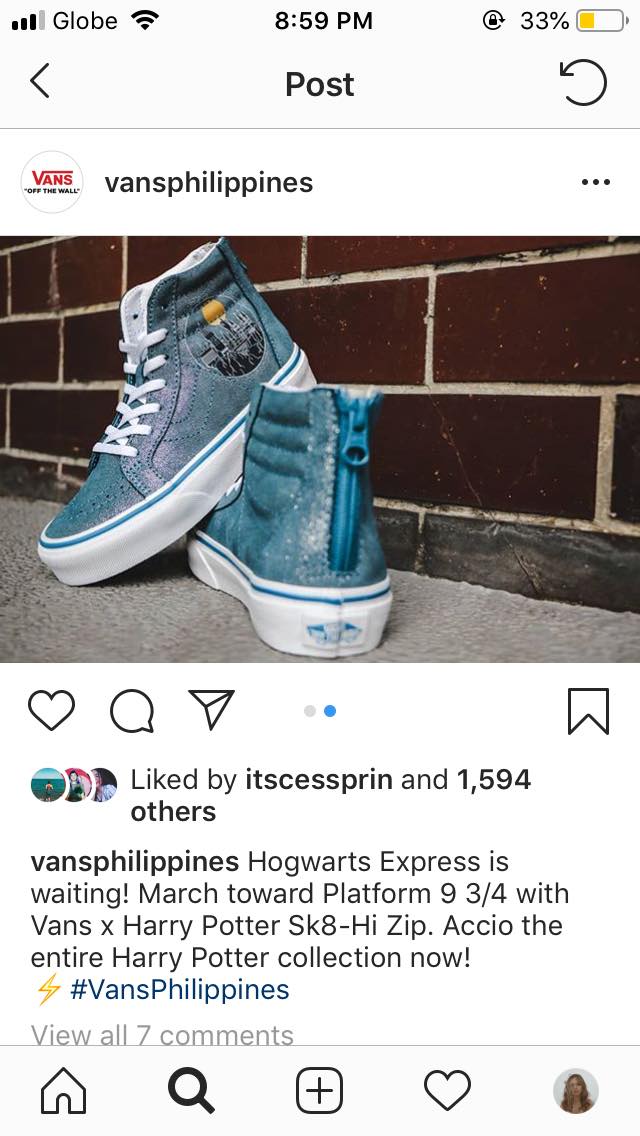 Globe 8:59 PM 33%
Post
VANS
"OFF THE WALL"
vansphilippines
Liked by itscessprin and 1,594
others
vansphilippines Hogwarts Express is
waiting! March toward Platform 9 3/4 with
Vans x Harry Potter Sk8-Hi Zip. Accio the
entire Harry Potter collection now!
⚡ #VansPhilippines
View all 7 comments